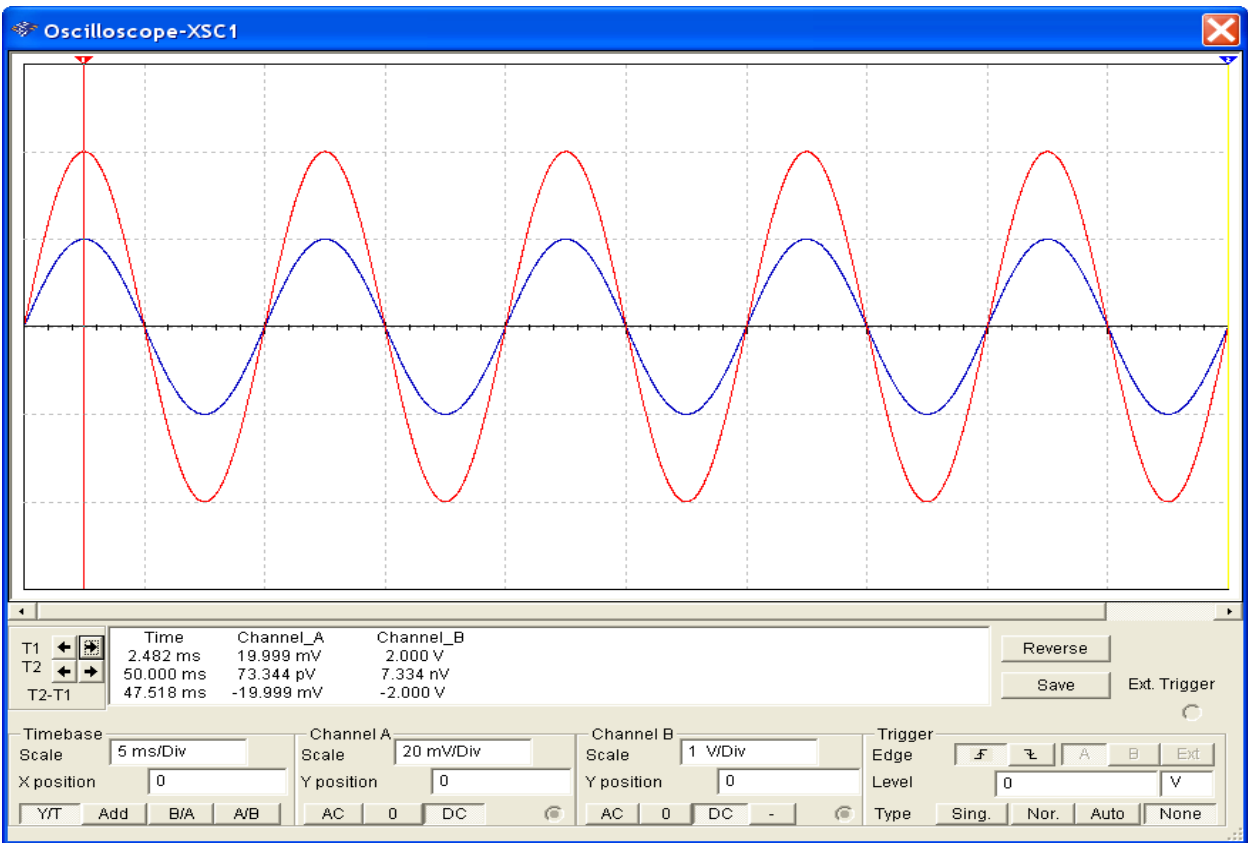 Oscilloscope-XSC1
1
2
Time Channel_A Channel_B
T1 2.482 ms 19.999 mV 2.000 V
T2 50.000 ms 73.344 pV 7.334 nV
T2-T1 47.518 ms -19.999 mV -2.000 V
Reverse
Save
Ext. Trigger
Timebase
Scale 5 ms/Div
X position 0
Y/T Add B/A A/B
Channel A
Scale 20 mV/Div
Y position 0
AC 0 DC
Channel B
Scale 1 V/Div
Y position 0
AC 0 DC -
Trigger
Edge A B Ext
Level 0 V
Type Sing. Nor. Auto None